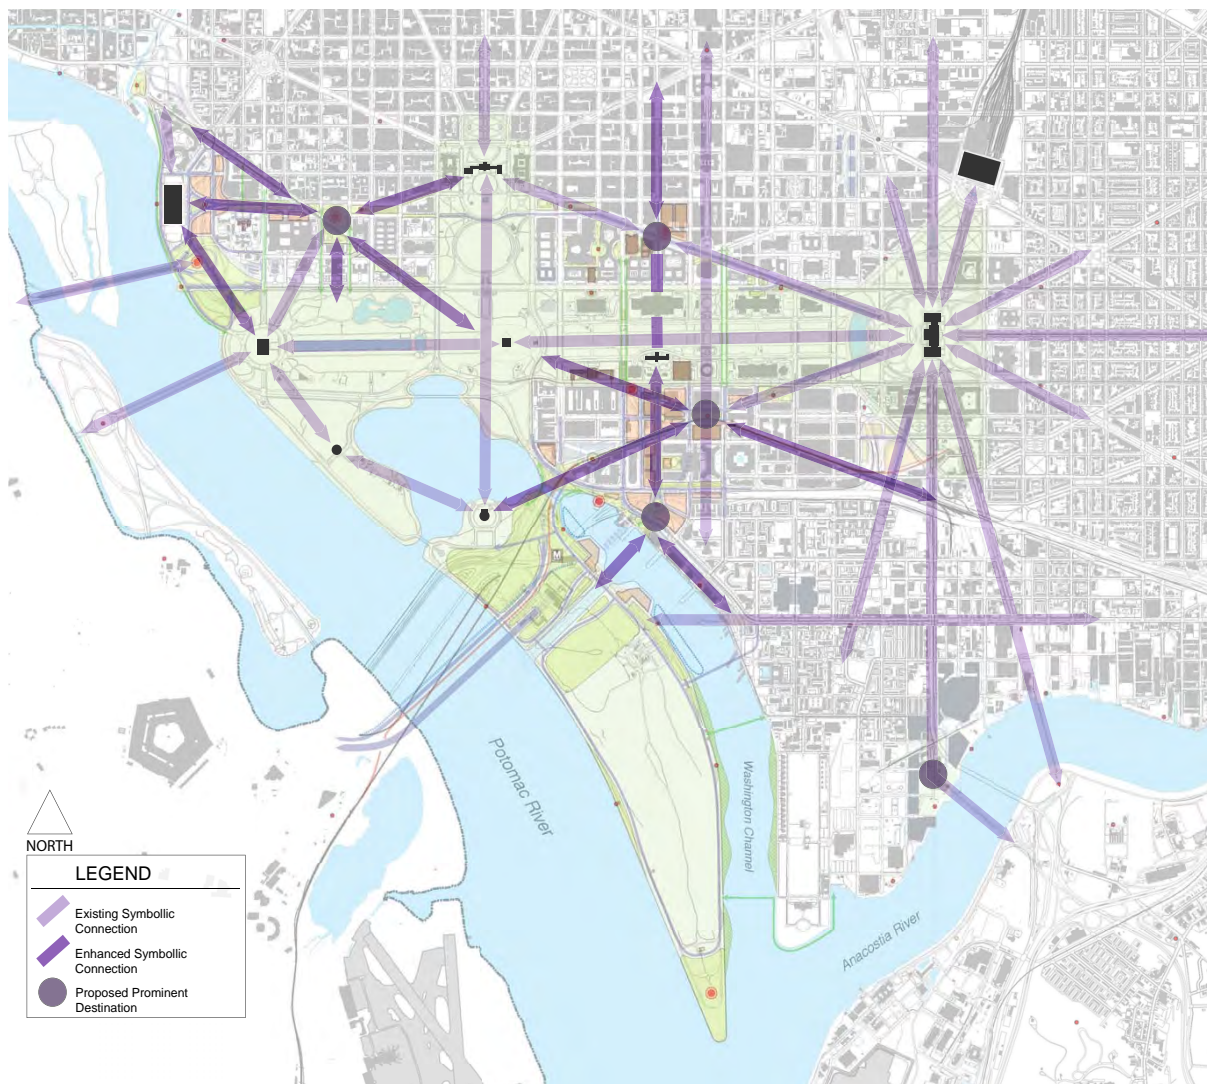 M
Potomac River
Washington Channel
NORTH
LEGEND
Existing Symbollic
Connection
Enhanced Symbollic
Connection
Proposed Prominent
Destination
Anacostia River